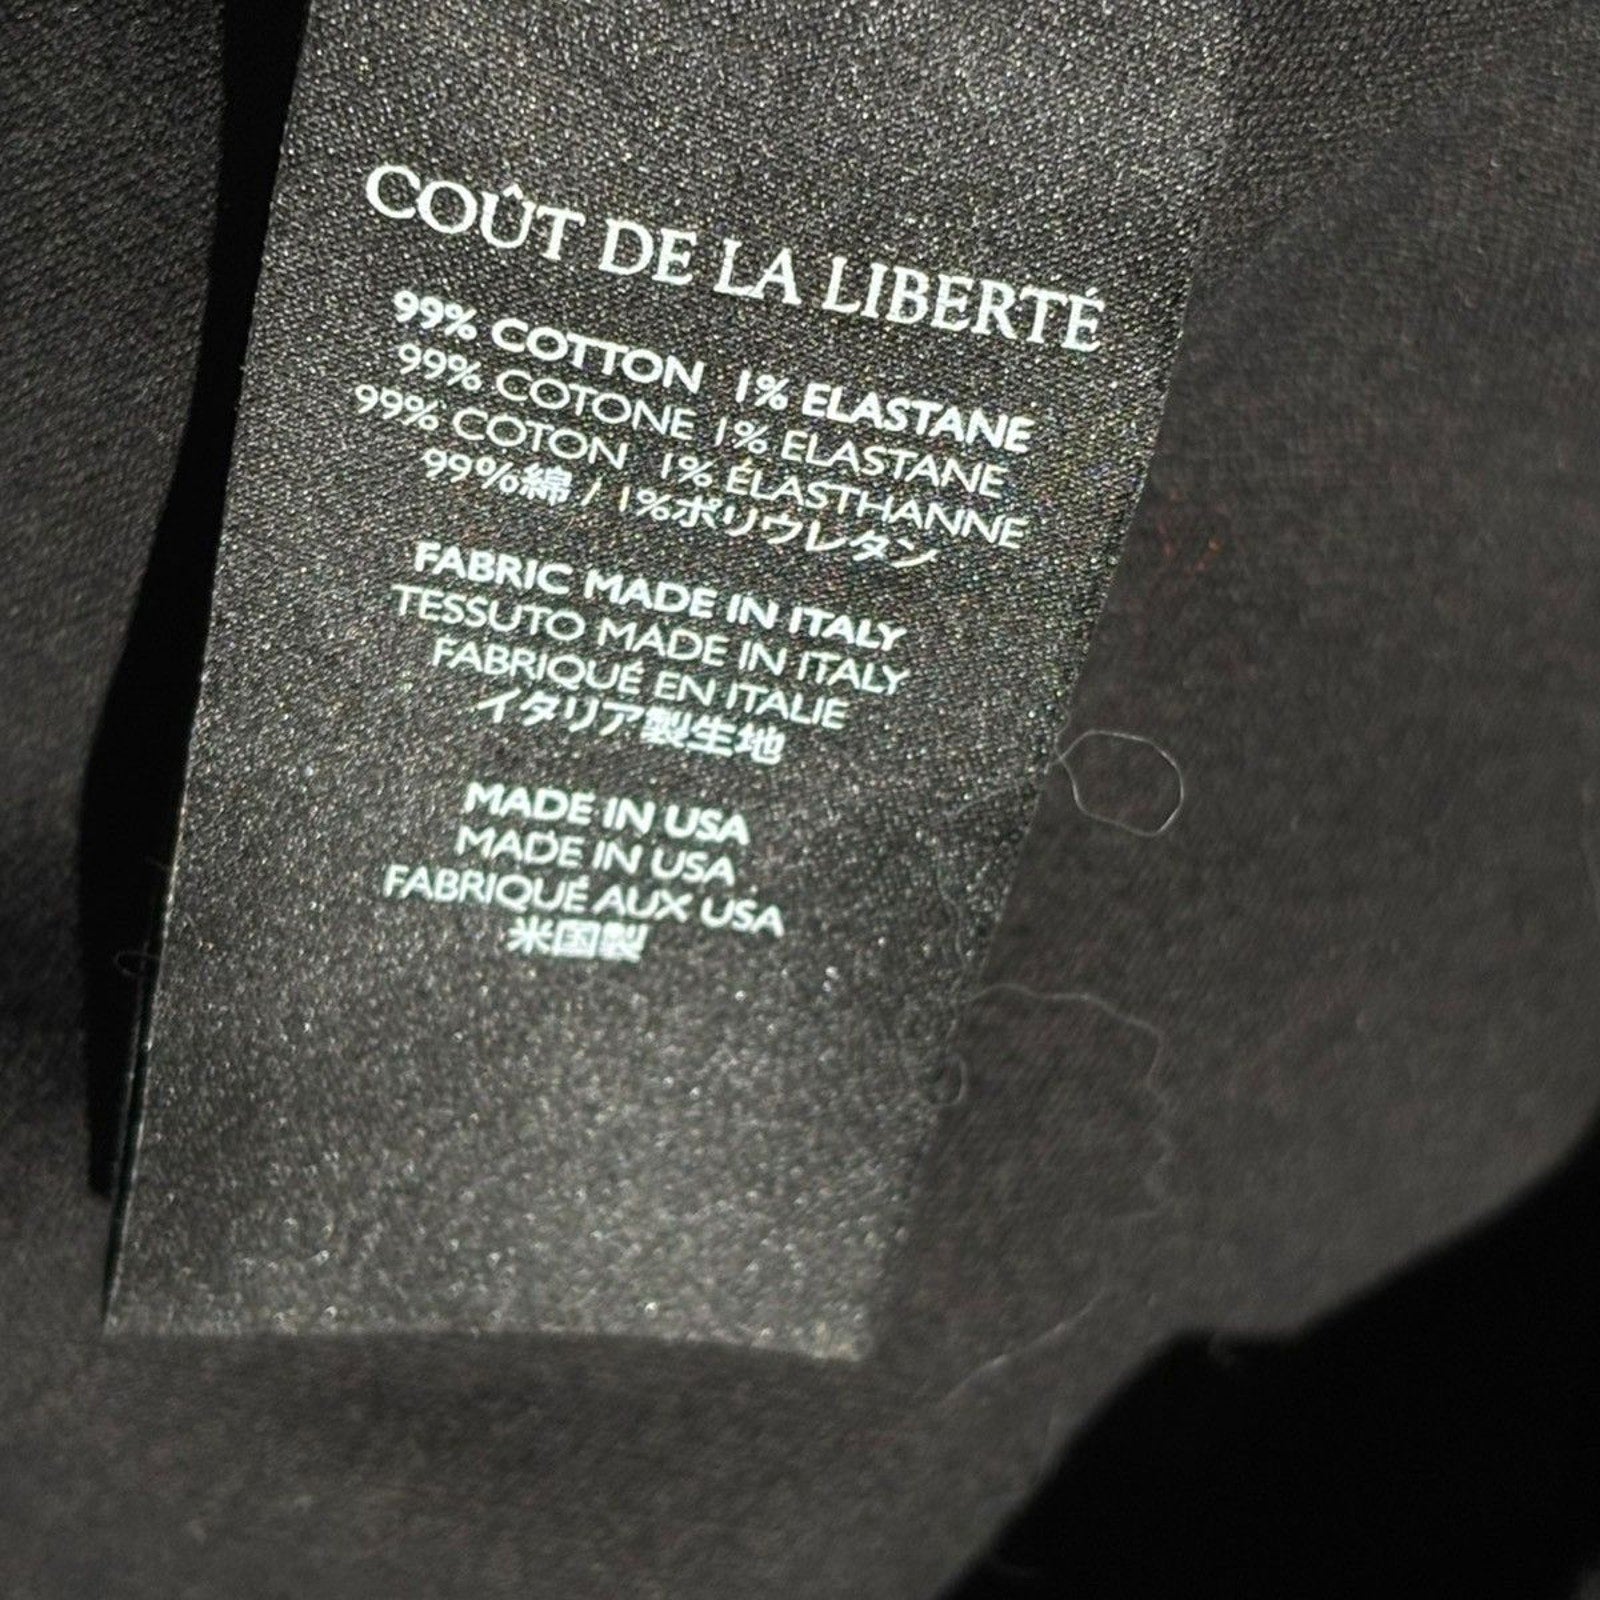 COÛT DE LA LIBERTÉ
99% COTTON 1% ELASTANE
99% COTONE 1% ELASTANE
99% COTON 1% ÉLASTHANNE
99%綿 / 1%ポリウレタン
FABRIC MADE IN ITALY
TESSUTO MADE IN ITALY
FABRIQUÉ EN ITALIE
イタリア製生地
MADE IN USA
MADE IN USA
FABRIQUÉ AUX USA
米国製